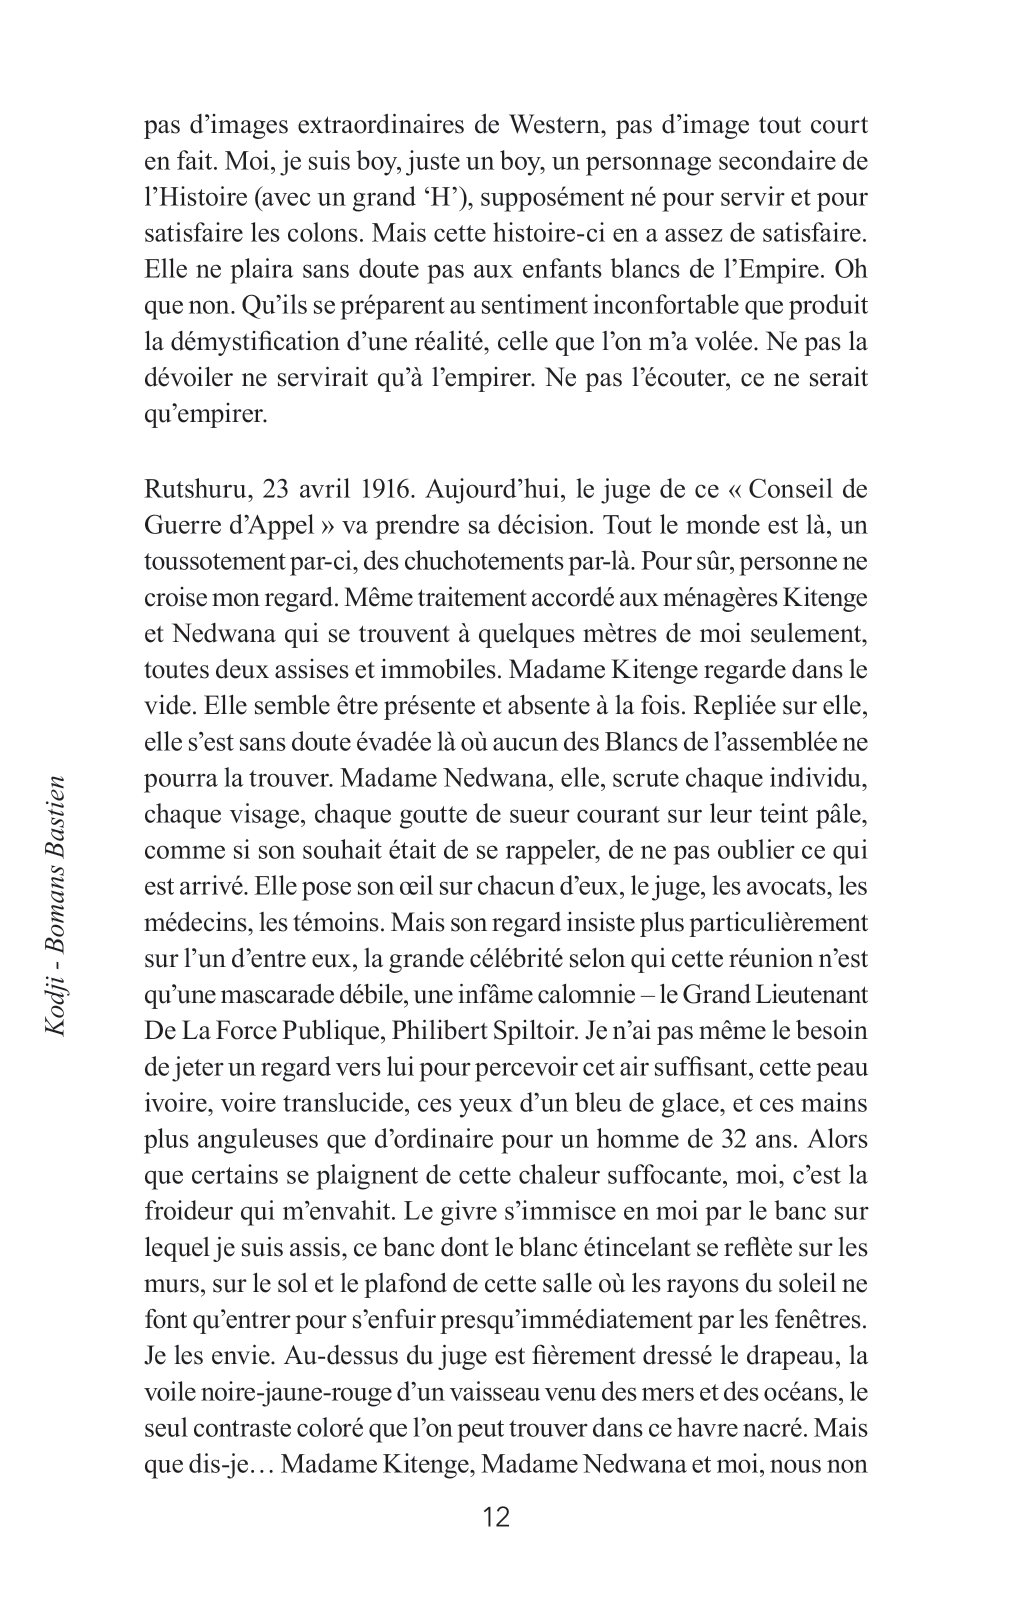 pas d’images extraordinaires de Western, pas d’image tout court
en fait. Moi, je suis boy, juste un boy, un personnage secondaire de
l’Histoire (avec un grand ‘H’), supposément né pour servir et pour
satisfaire les colons. Mais cette histoire-ci en a assez de satisfaire.
Elle ne plaira sans doute pas aux enfants blancs de l’Empire. Oh
que non. Qu’ils se préparent au sentiment inconfortable que produit
la démystification d’une réalité, celle que l’on m’a volée. Ne pas la
dévoiler ne servirait qu’à l’empirer. Ne pas l’écouter, ce ne serait
qu’empirer.

Rutshuru, 23 avril 1916. Aujourd’hui, le juge de ce « Conseil de
Guerre d’Appel » va prendre sa décision. Tout le monde est là, un
toussotement par-ci, des chuchotements par-là. Pour sûr, personne ne
croise mon regard. Même traitement accordé aux ménagères Kitenge
et Nedwana qui se trouvent à quelques mètres de moi seulement,
toutes deux assises et immobiles. Madame Kitenge regarde dans le
vide. Elle semble être présente et absente à la fois. Repliée sur elle,
elle s’est sans doute évadée là où aucun des Blancs de l’assemblée ne
pourra la trouver. Madame Nedwana, elle, scrute chaque individu,
chaque visage, chaque goutte de sueur courant sur leur teint pâle,
comme si son souhait était de se rappeler, de ne pas oublier ce qui
est arrivé. Elle pose son œil sur chacun d’eux, le juge, les avocats, les
médecins, les témoins. Mais son regard insiste plus particulièrement
sur l’un d’entre eux, la grande célébrité selon qui cette réunion n’est
qu’une mascarade débile, une infâme calomnie – le Grand Lieutenant
De La Force Publique, Philibert Spiltoir. Je n’ai pas même le besoin
de jeter un regard vers lui pour percevoir cet air suffisant, cette peau
ivoire, voire translucide, ces yeux d’un bleu de glace, et ces mains
plus anguleuses que d’ordinaire pour un homme de 32 ans. Alors
que certains se plaignent de cette chaleur suffocante, moi, c’est la
froideur qui m’envahit. Le givre s’immisce en moi par le banc sur
lequel je suis assis, ce banc dont le blanc étincelant se reflète sur les
murs, sur le sol et le plafond de cette salle où les rayons du soleil ne
font qu’entrer pour s’enfuir presqu’immédiatement par les fenêtres.
Je les envie. Au-dessus du juge est fièrement dressé le drapeau, la
voile noire-jaune-rouge d’un vaisseau venu des mers et des océans, le
seul contraste coloré que l’on peut trouver dans ce havre nacré. Mais
que dis-je… Madame Kitenge, Madame Nedwana et moi, nous non
12
Kodji - Bomans Bastien